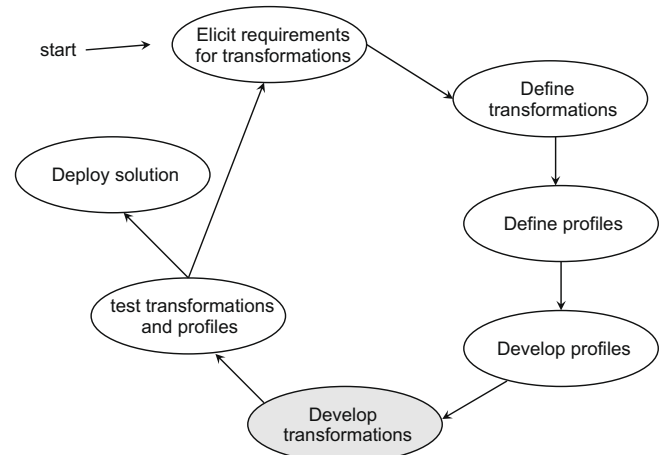 start
Elicit requirements
for transformations
Define
transformations
Define profiles
Develop profiles
Develop
transformations
test transformations
and profiles
Deploy solution